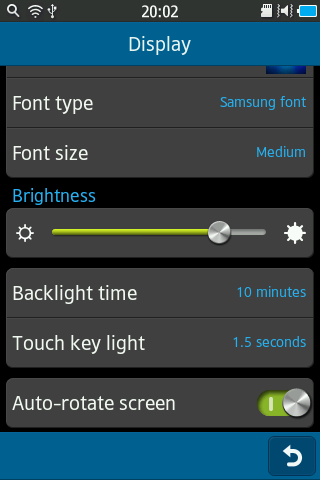 20:02
Display
Font type Samsung font
Font size Medium
Brightness
Backlight time 10 minutes
Touch key light 1.5 seconds
Auto-rotate screen